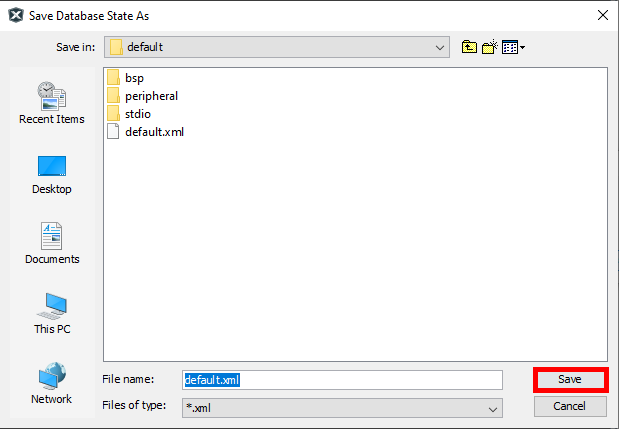 Save Database State As
Save in:
default
Recent Items
Desktop
Documents
This PC
Network
bsp
peripheral
stdio
default.xml
File name:
default.xml
Save
Files of type:
*.xml
Cancel